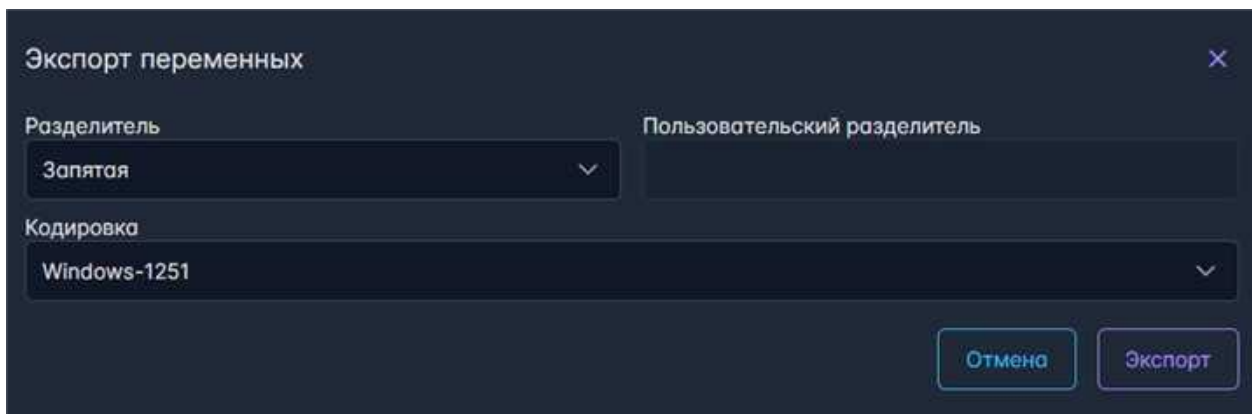 Экспорт переменных
Разделитель
Пользовательский разделитель
Запятая
Кодировка
Windows-1251
Отмена
Экспорт